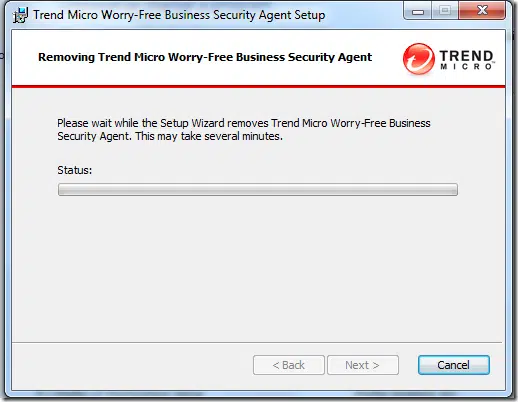 Trend Micro Worry-Free Business Security Agent Setup
Removing Trend Micro Worry-Free Business Security Agent
TREND
MICRO
Please wait while the Setup Wizard removes Trend Micro Worry-Free Business
Security Agent. This may take several minutes.
Status:
< Back
Next >
Cancel